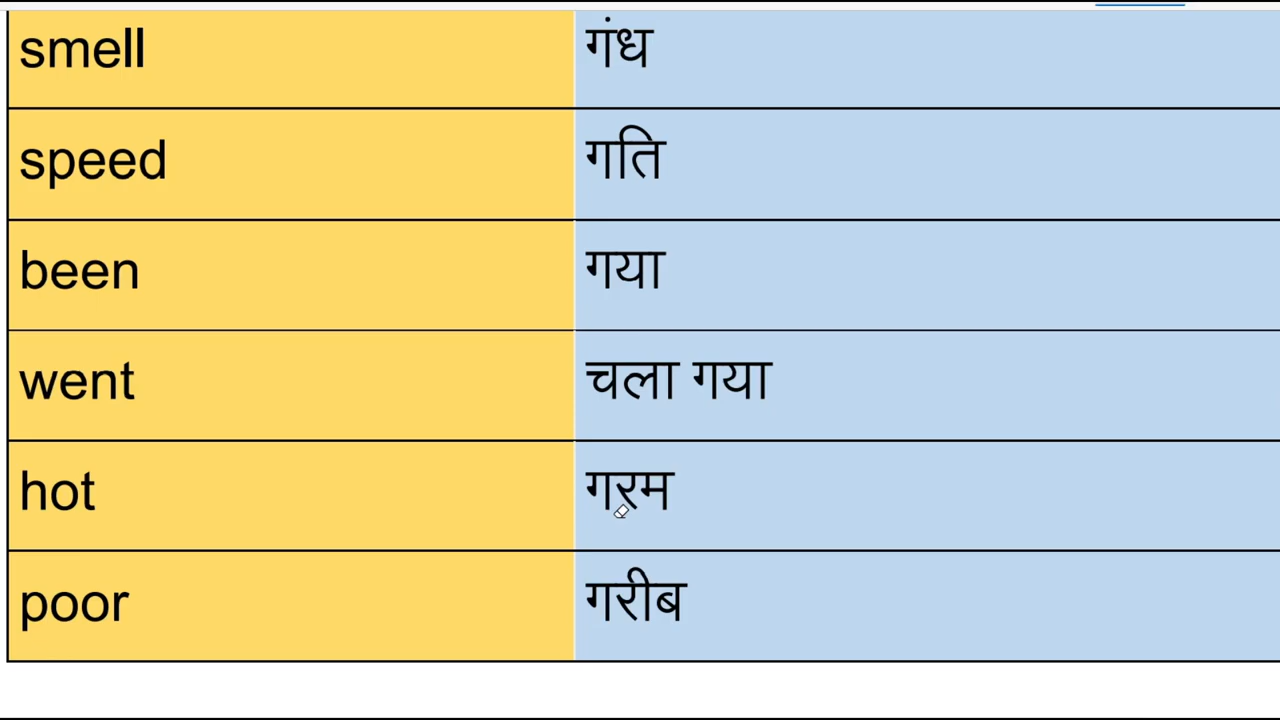 smell गंध
speed गति
been गया
went चला गया
hot गरम
poor गरीब